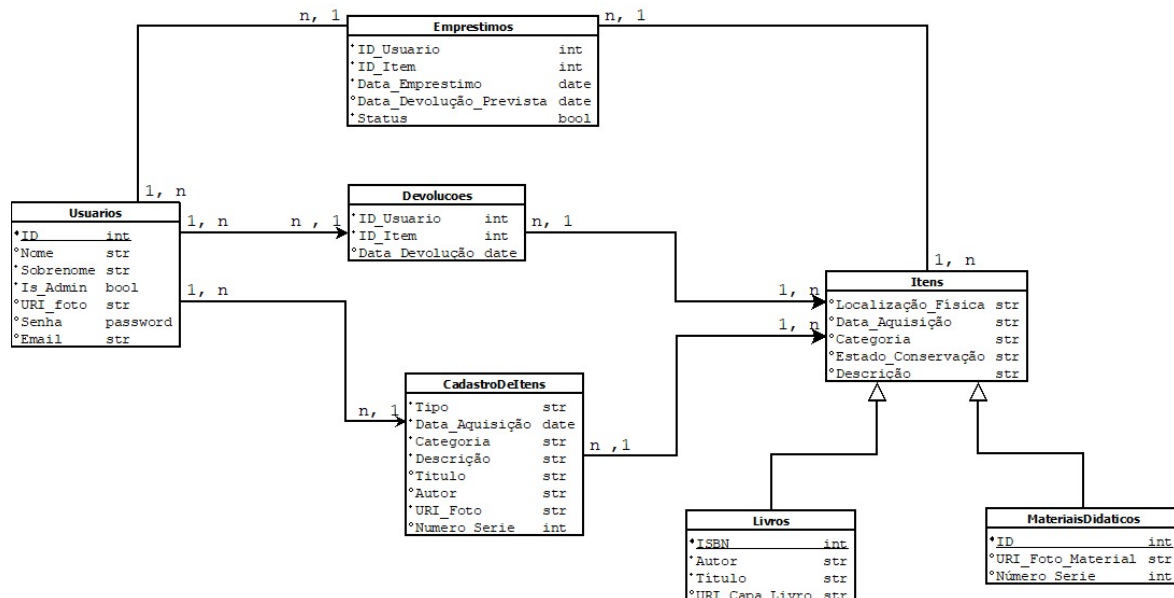 n, 1
n, 1
Emprestimos
ID_Usuario int
ID_Item int
Data_Emprestimo date
Data_Devolução_Prevista date
Status bool
1, n
Usuarios
ID int
Nome str
Sobrenome str
Is_Admin bool
URI_foto str
Senha password
Email str
1, n
n , 1
Devolucoes
ID_Usuario int
ID_Item int
Data_Devolução date
n, 1
1, n
1, n
Itens
Localização_Física str
Data_Aquisição str
Categoria str
Estado_Conservação str
Descrição str
1, n
1, n
n, 1
CadastroDeItens
Tipo str
Data_Aquisição date
Categoria str
Descrição str
Titulo str
Autor str
URI_Foto str
Numero_Serie int
n ,1
Livros
ISBN int
Autor str
Título str
URI_Capa_Livro str
MateriaisDidaticos
ID int
URI_Foto_Material str
Número_Serie int